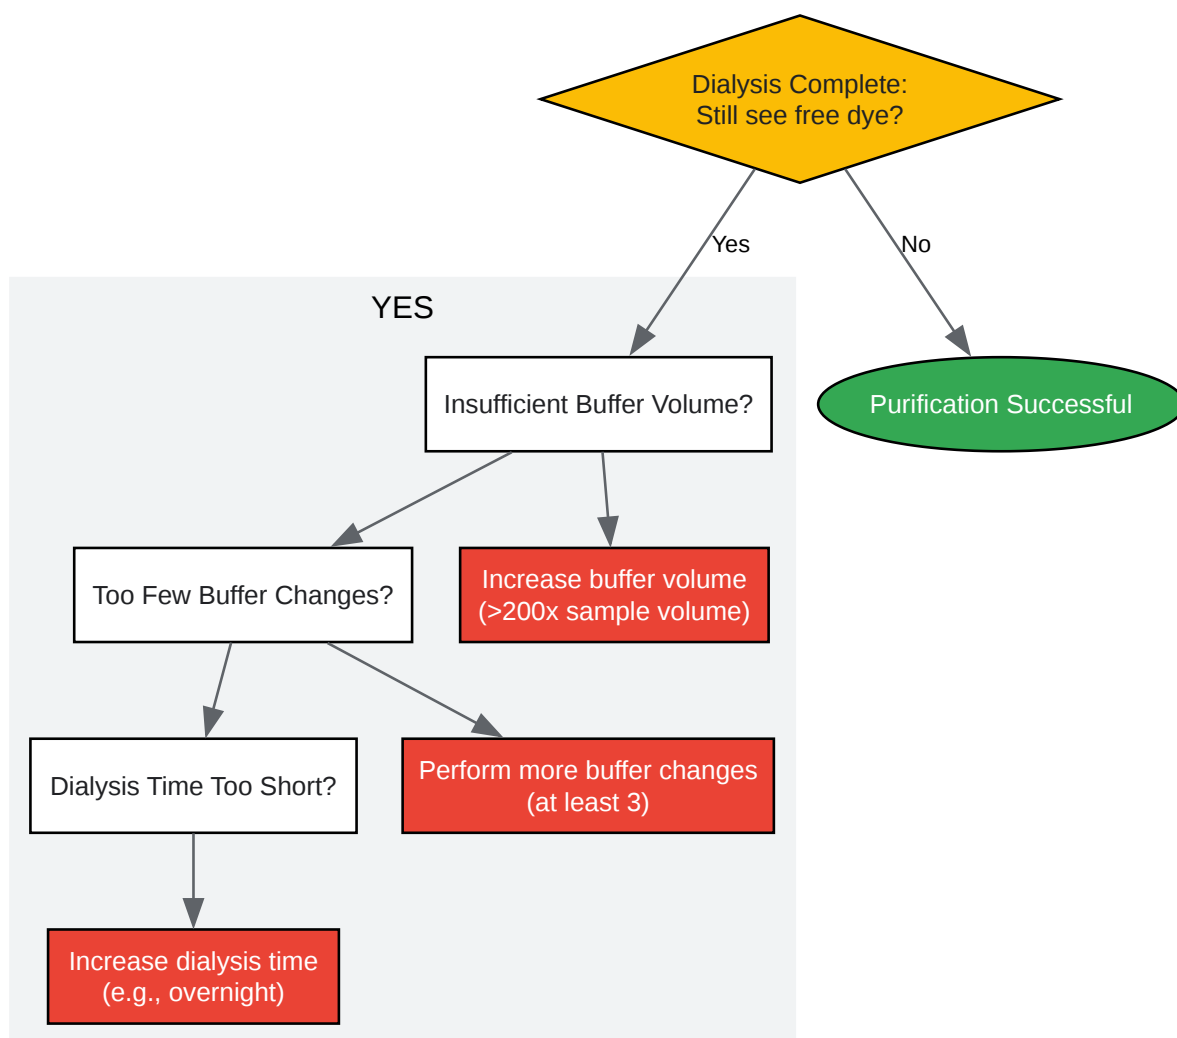 Dialysis Complete:
Still see free dye?
Yes
No
YES
Insufficient Buffer Volume?
Purification Successful
Too Few Buffer Changes?
Increase buffer volume
(>200x sample volume)
Dialysis Time Too Short?
Perform more buffer changes
(at least 3)
Increase dialysis time
(e.g., overnight)